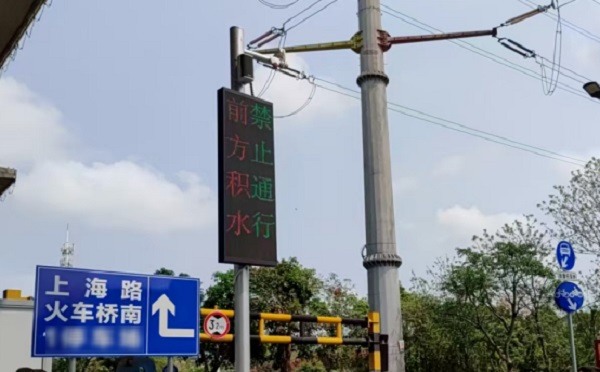 前方积水
禁止通行
上海路
火车桥南